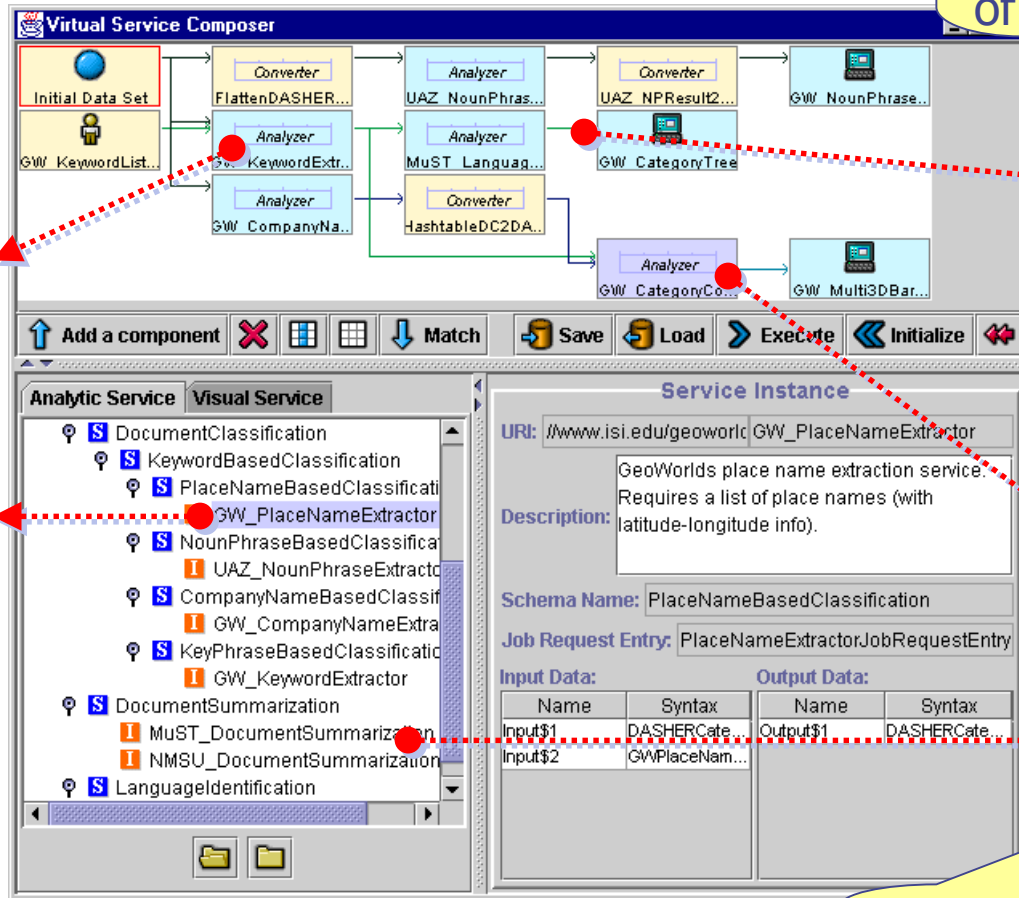 of
Virtual Service Composer
Initial Data Set
Converter
FlattenDASHER...
Analyzer
UAZ_NounPhras...
Converter
UAZ_NPResult2...
GW_NounPhrase...
GW_KeywordList...
Analyzer
GW_KeywordExtr...
Analyzer
MuST_Languag...
GW_CategoryTree
Analyzer
GW_CompanyNa...
Converter
HashtableDC2DA...
Analyzer
GW_CategoryCo...
GW_Multi3DBar...
Add a component Match Save Load Execute Initialize
Analytic Service Visual Service
S DocumentClassification
S KeywordBasedClassification
S PlaceNameBasedClassificati
GW_PlaceNameExtractor
S NounPhraseBasedClassifica
I UAZ_NounPhraseExtracto
S CompanyNameBasedClassif
I GW_CompanyNameExtra
S KeyPhraseBasedClassificatio
I GW_KeywordExtractor
S DocumentSummarization
I MuST_DocumentSummarization
I NMSU_DocumentSummarization
S LanguageIdentification
Service Instance
URI: //www.isi.edu/geoworld GW_PlaceNameExtractor
Description: GeoWorlds place name extraction service.
Requires a list of place names (with
latitude-longitude info).
Schema Name: PlaceNameBasedClassification
Job Request Entry: PlaceNameExtractorJobRequestEntry
Input Data: Output Data:
Name Syntax Name Syntax
Input$1 DASHERCate... Output$1 DASHERCate...
Input$2 GWPlaceNam...